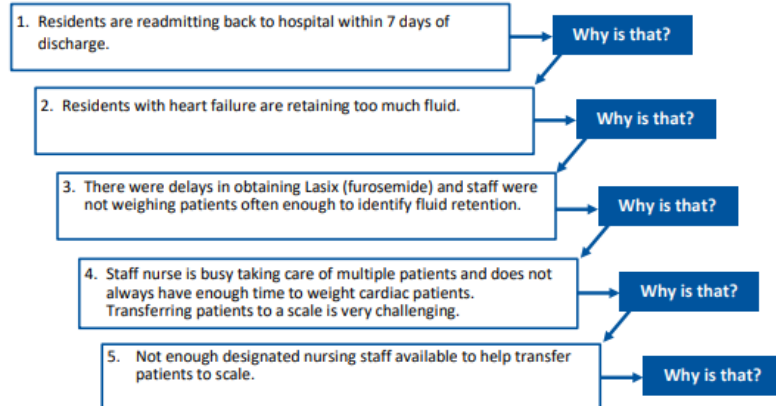 1. Residents are readmitting back to hospital within 7 days of
discharge.
Why is that?
2. Residents with heart failure are retaining too much fluid.
Why is that?
3. There were delays in obtaining Lasix (furosemide) and staff were
not weighing patients often enough to identify fluid retention.
Why is that?
4. Staff nurse is busy taking care of multiple patients and does not
always have enough time to weight cardiac patients.
Transferring patients to a scale is very challenging.
Why is that?
5. Not enough designated nursing staff available to help transfer
patients to scale.
Why is that?